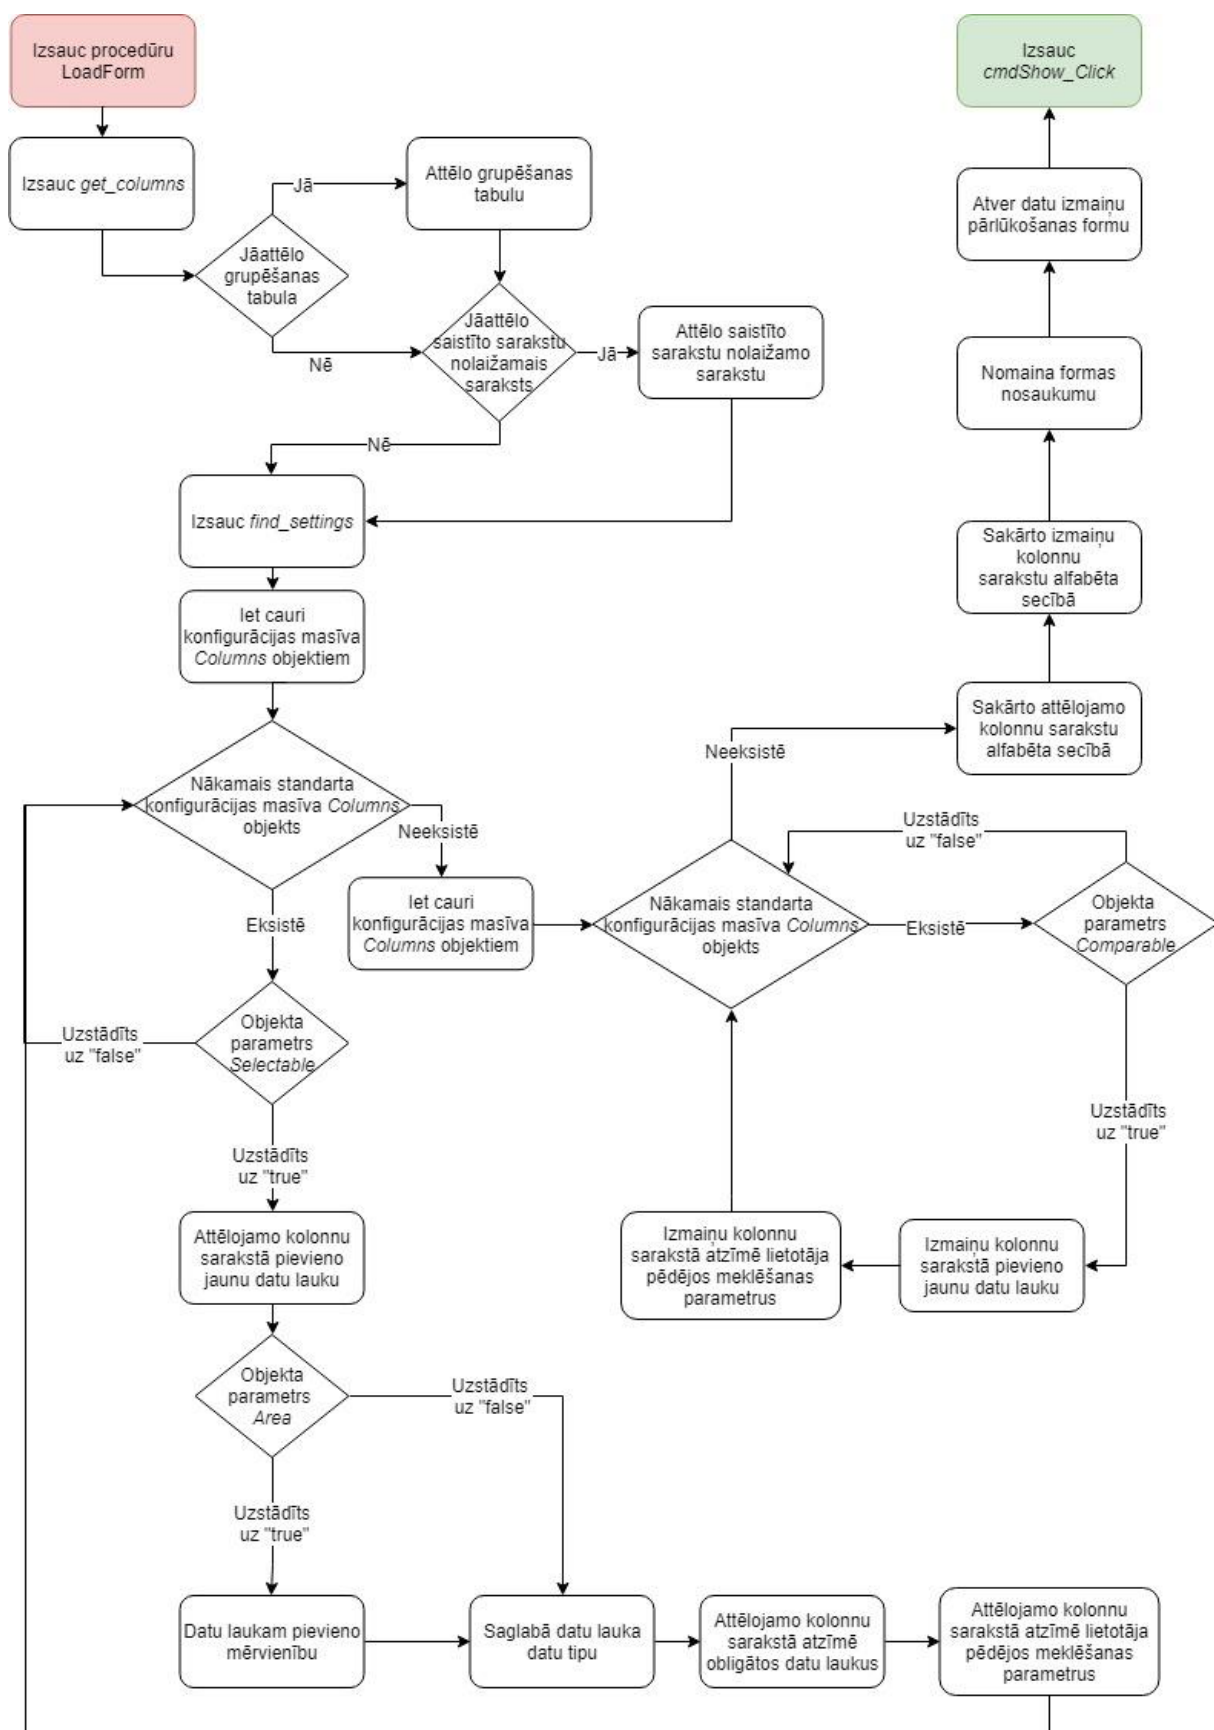 Izsauc procedūru
LoadForm
Izsauc
cmdShow_Click
Izsauc get_columns
Jā
Attēlo grupēšanas
tabulu
Atver datu izmaiņu
pārlūkošanas formu
Jāattēlo
grupēšanas
tabula
Nē
Jāattēlo
saistīto sarakstu
nolaižamais
saraksts
Jā
Attēlo saistīto
sarakstu nolaižamo
sarakstu
Nomaina formas
nosaukumu
Nē
Izsauc find_settings
Sakārto izmaiņu
kolonnu
sarakstu alfabēta
secībā
Iet cauri
konfigurācijas masīva
Columns objektiem
Sakārto attēlojamo
kolonnu sarakstu
alfabēta secībā
Neeksistē
Nākamais standarta
konfigurācijas masīva Columns
objekts
Neeksistē
Uzstādīts
uz "false"
Iet cauri
konfigurācijas masīva
Columns objektiem
Nākamais standarta
konfigurācijas masīva Columns
objekts
Eksistē
Objekta
parametrs
Comparable
Eksistē
Uzstādīts
uz "false"
Objekta
parametrs
Selectable
Uzstādīts
uz "true"
Uzstādīts
uz "true"
Attēlojamo kolonnu
sarakstā pievieno
jaunu datu lauku
Izmaiņu kolonnu
sarakstā atzīmē lietotāja
pēdējos meklēšanas
parametrus
Izmaiņu kolonnu
sarakstā pievieno
jaunu datu lauku
Objekta
parametrs
Area
Uzstādīts
uz "false"
Uzstādīts
uz "true"
Datu laukam pievieno
mērvienību
Saglabā datu lauka
datu tipu
Attēlojamo kolonnu
sarakstā atzīmē
obligātos datu laukus
Attēlojamo kolonnu
sarakstā atzīmē lietotāja
pēdējos meklēšanas
parametrus